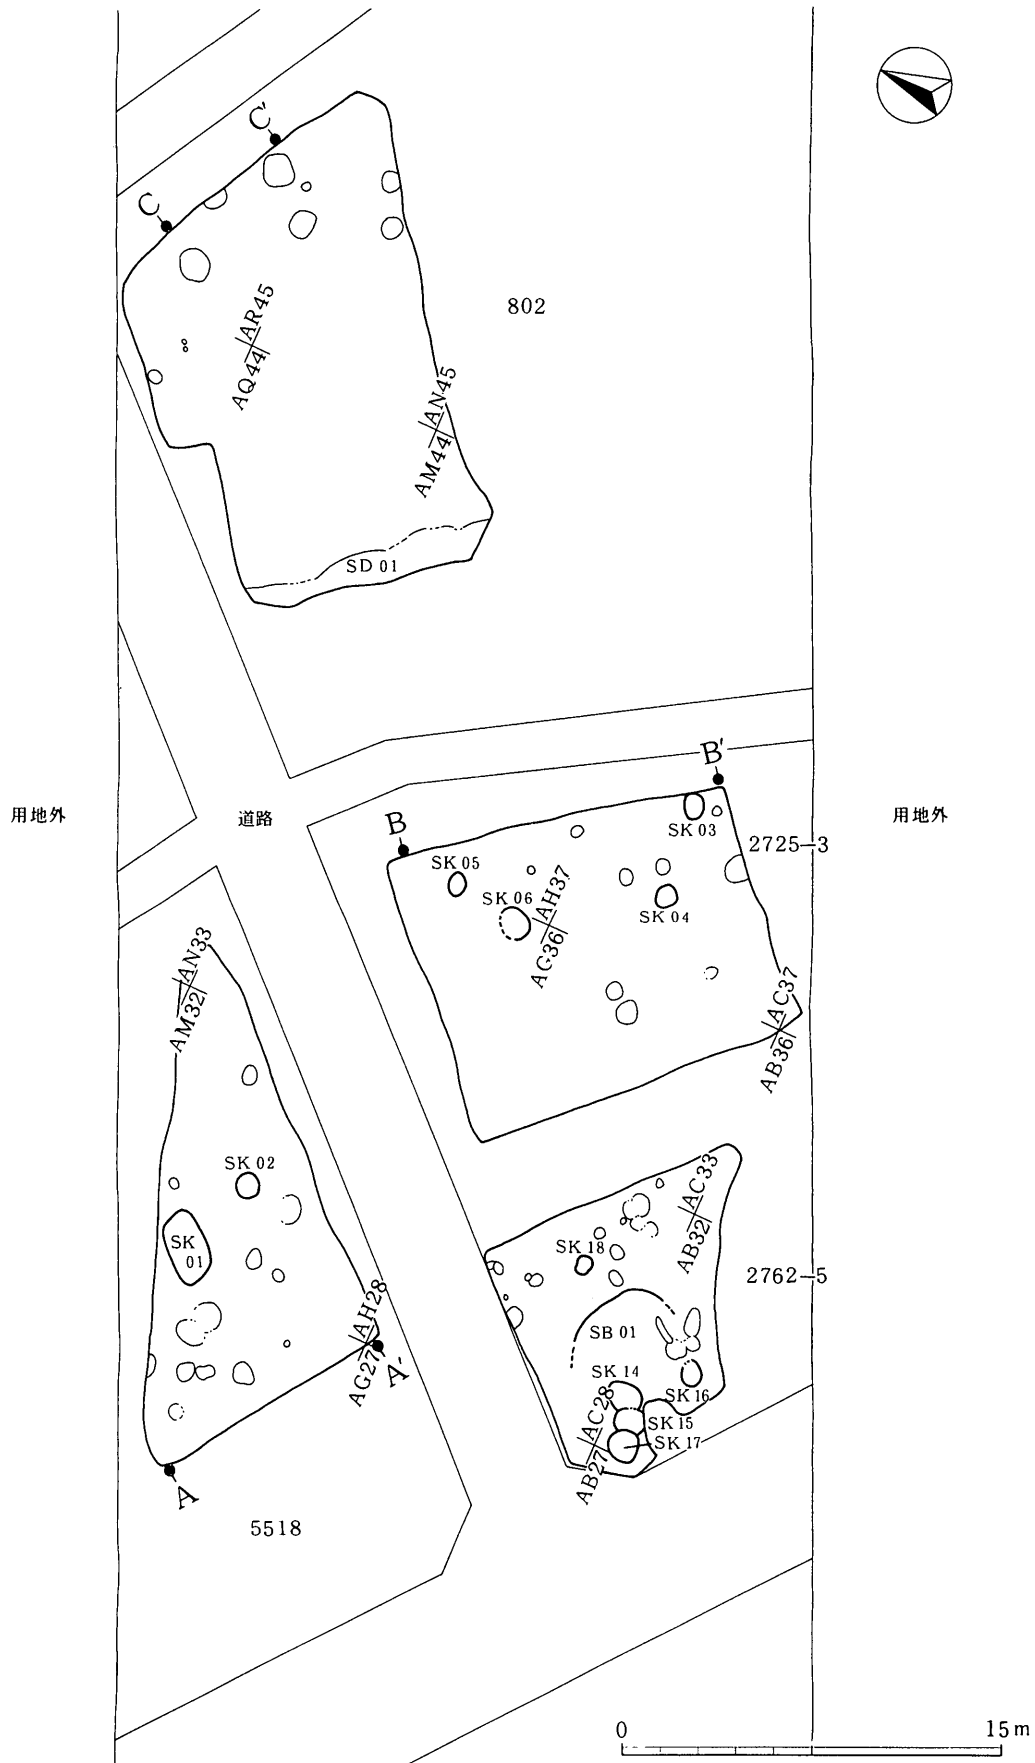 C'
C
802
AR45
AQ44
AN45
AM44
SD 01
用地外
道路
用地外
B'
B
SK 03
2725-3
SK 05
SK 06
AH37
AG36
SK 04
AN33
AM32
AC37
AB36
SK 02
SK
01
AC33
AB32
SK 18
2762-5
SB 01
AH28
AG27
A'
SK 14
SK 16
AC28
SK 15
SK 17
AB27
A
5518
0
15m